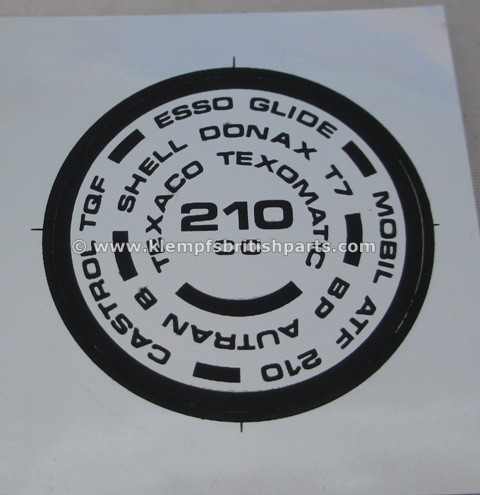 ESSO GLIDE
MOBIL ATF 210
CASTROL TQF
SHELL DONAX T7
BP AUTRAN B
TEXACO TEXOMATIC
210
© www.klempfsbritishparts.com ©